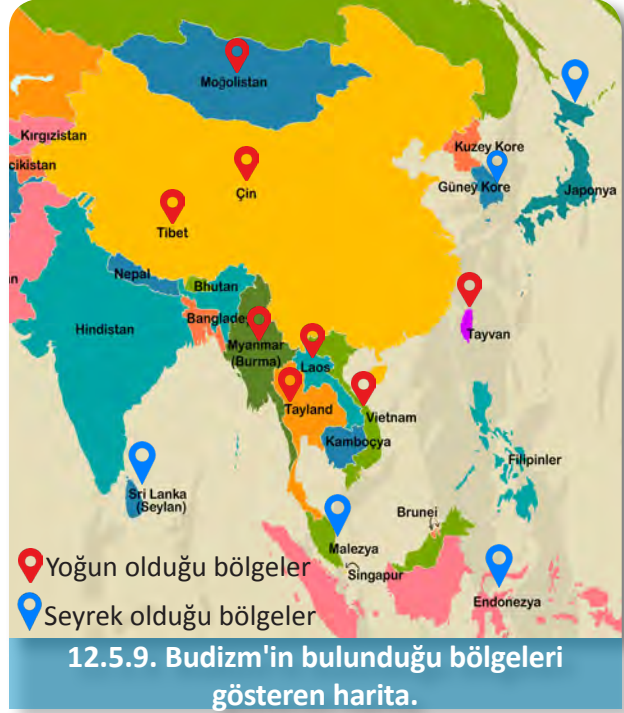 Moğolistan
Kırgızistan
cikistan
Kuzey Kore
Çin
Güney Kore
Japonya
Tibet
n
Nepal
Bhutan
Banglade
Hindistan
Myanmar
(Burma)
Laos
Tayvan
Tayland
Vietnam
Kamboçya
Filipinler
Sri Lanka
(Seylan)
Brunei
Malezya
Singapur
Endonezya
Yoğun olduğu bölgeler
Seyrek olduğu bölgeler
12.5.9. Budizm'in bulunduğu bölgeleri
gösteren harita.